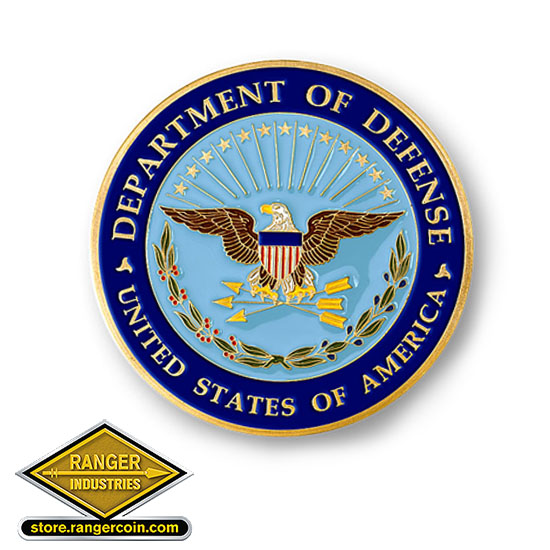 DEPARTMENT OF DEFENSE
UNITED STATES OF AMERICA
RANGER
INDUSTRIES
store.rangercoin.com